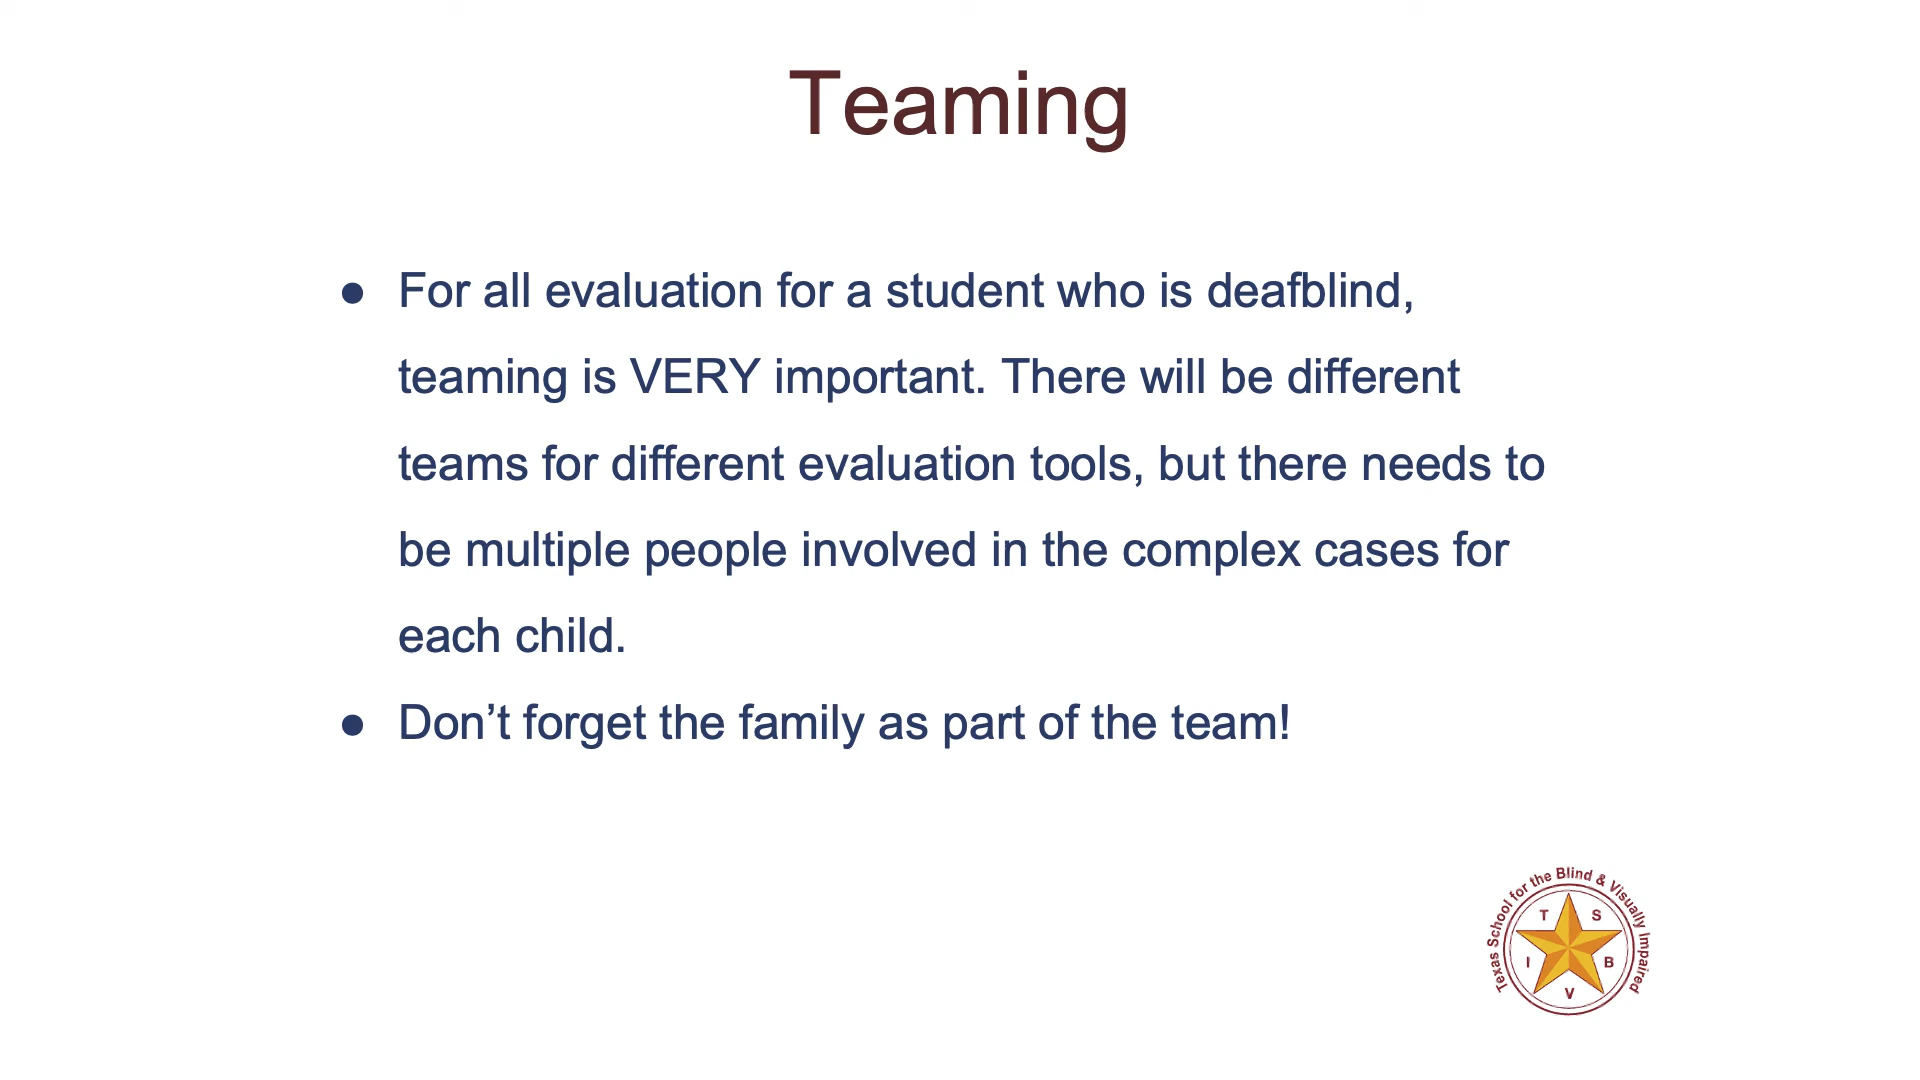 Teaming
● For all evaluation for a student who is deafblind,
teaming is VERY important. There will be different
teams for different evaluation tools, but there needs to
be multiple people involved in the complex cases for
each child.
● Don’t forget the family as part of the team!
Texas School for the Blind & Visually Impaired
T S
I B
V